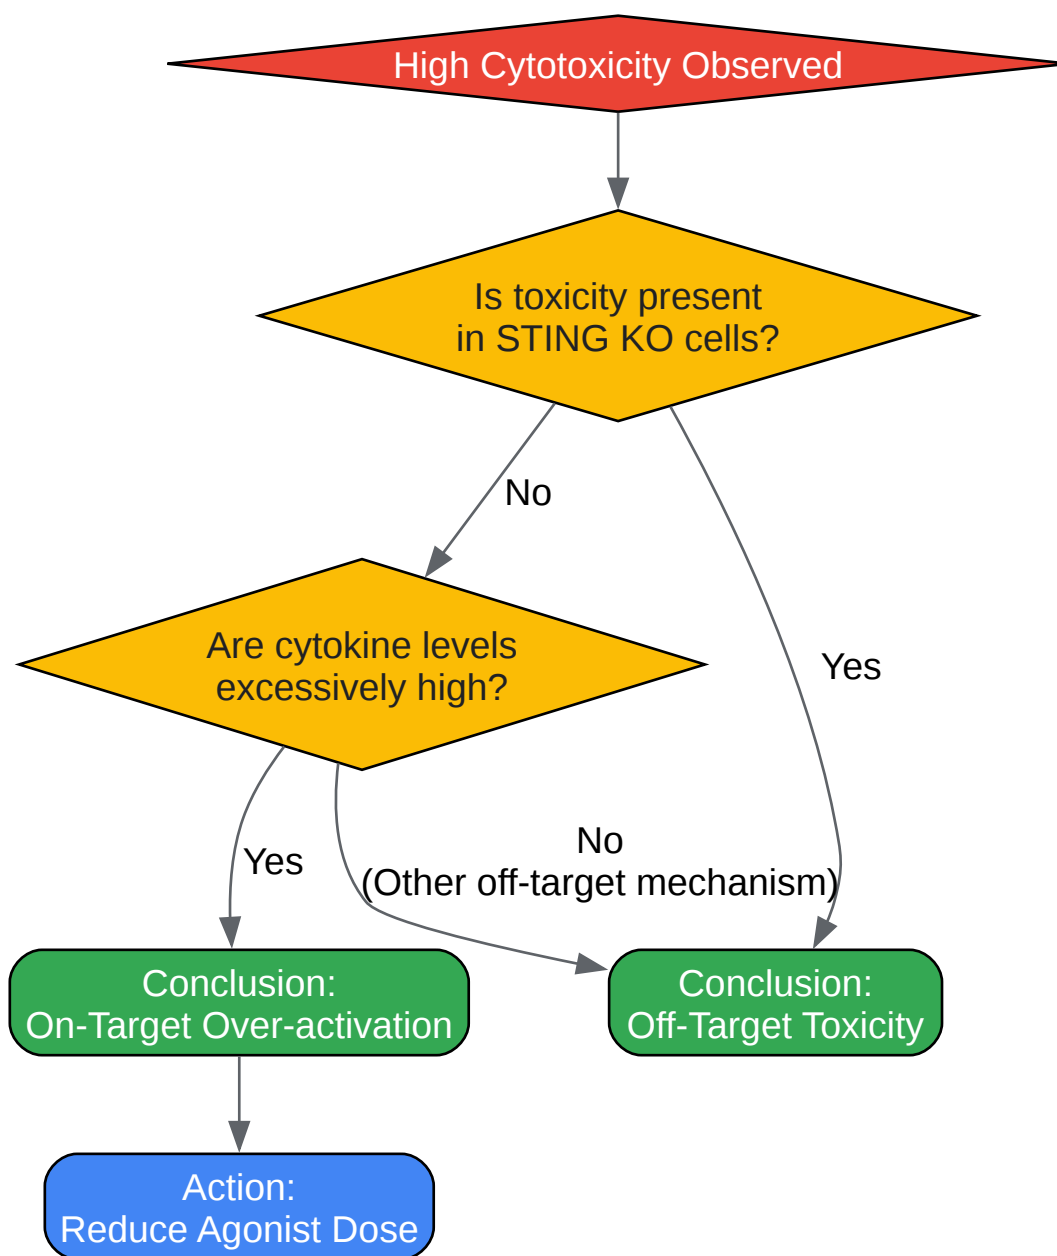 High Cytotoxicity Observed
Is toxicity present
in STING KO cells?
No
Yes
Are cytokine levels
excessively high?
Yes
No
(Other off-target mechanism)
Conclusion:
On-Target Over-activation
Conclusion:
Off-Target Toxicity
Action:
Reduce Agonist Dose